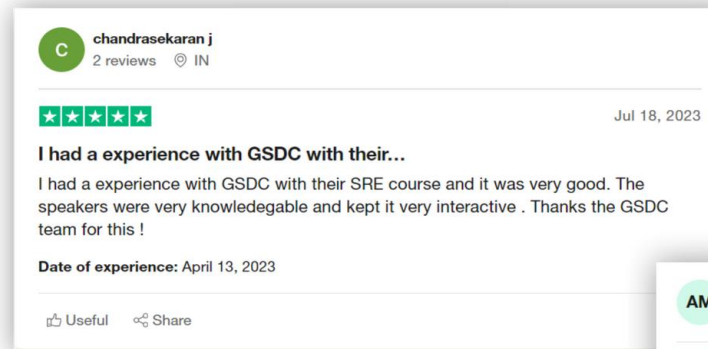 C
chandrasekaran j
2 reviews IN
Jul 18, 2023
I had a experience with GSDC with their...
I had a experience with GSDC with their SRE course and it was very good. The
speakers were very knowledegable and kept it very interactive . Thanks the GSDC
team for this !
Date of experience: April 13, 2023
Useful Share
AM